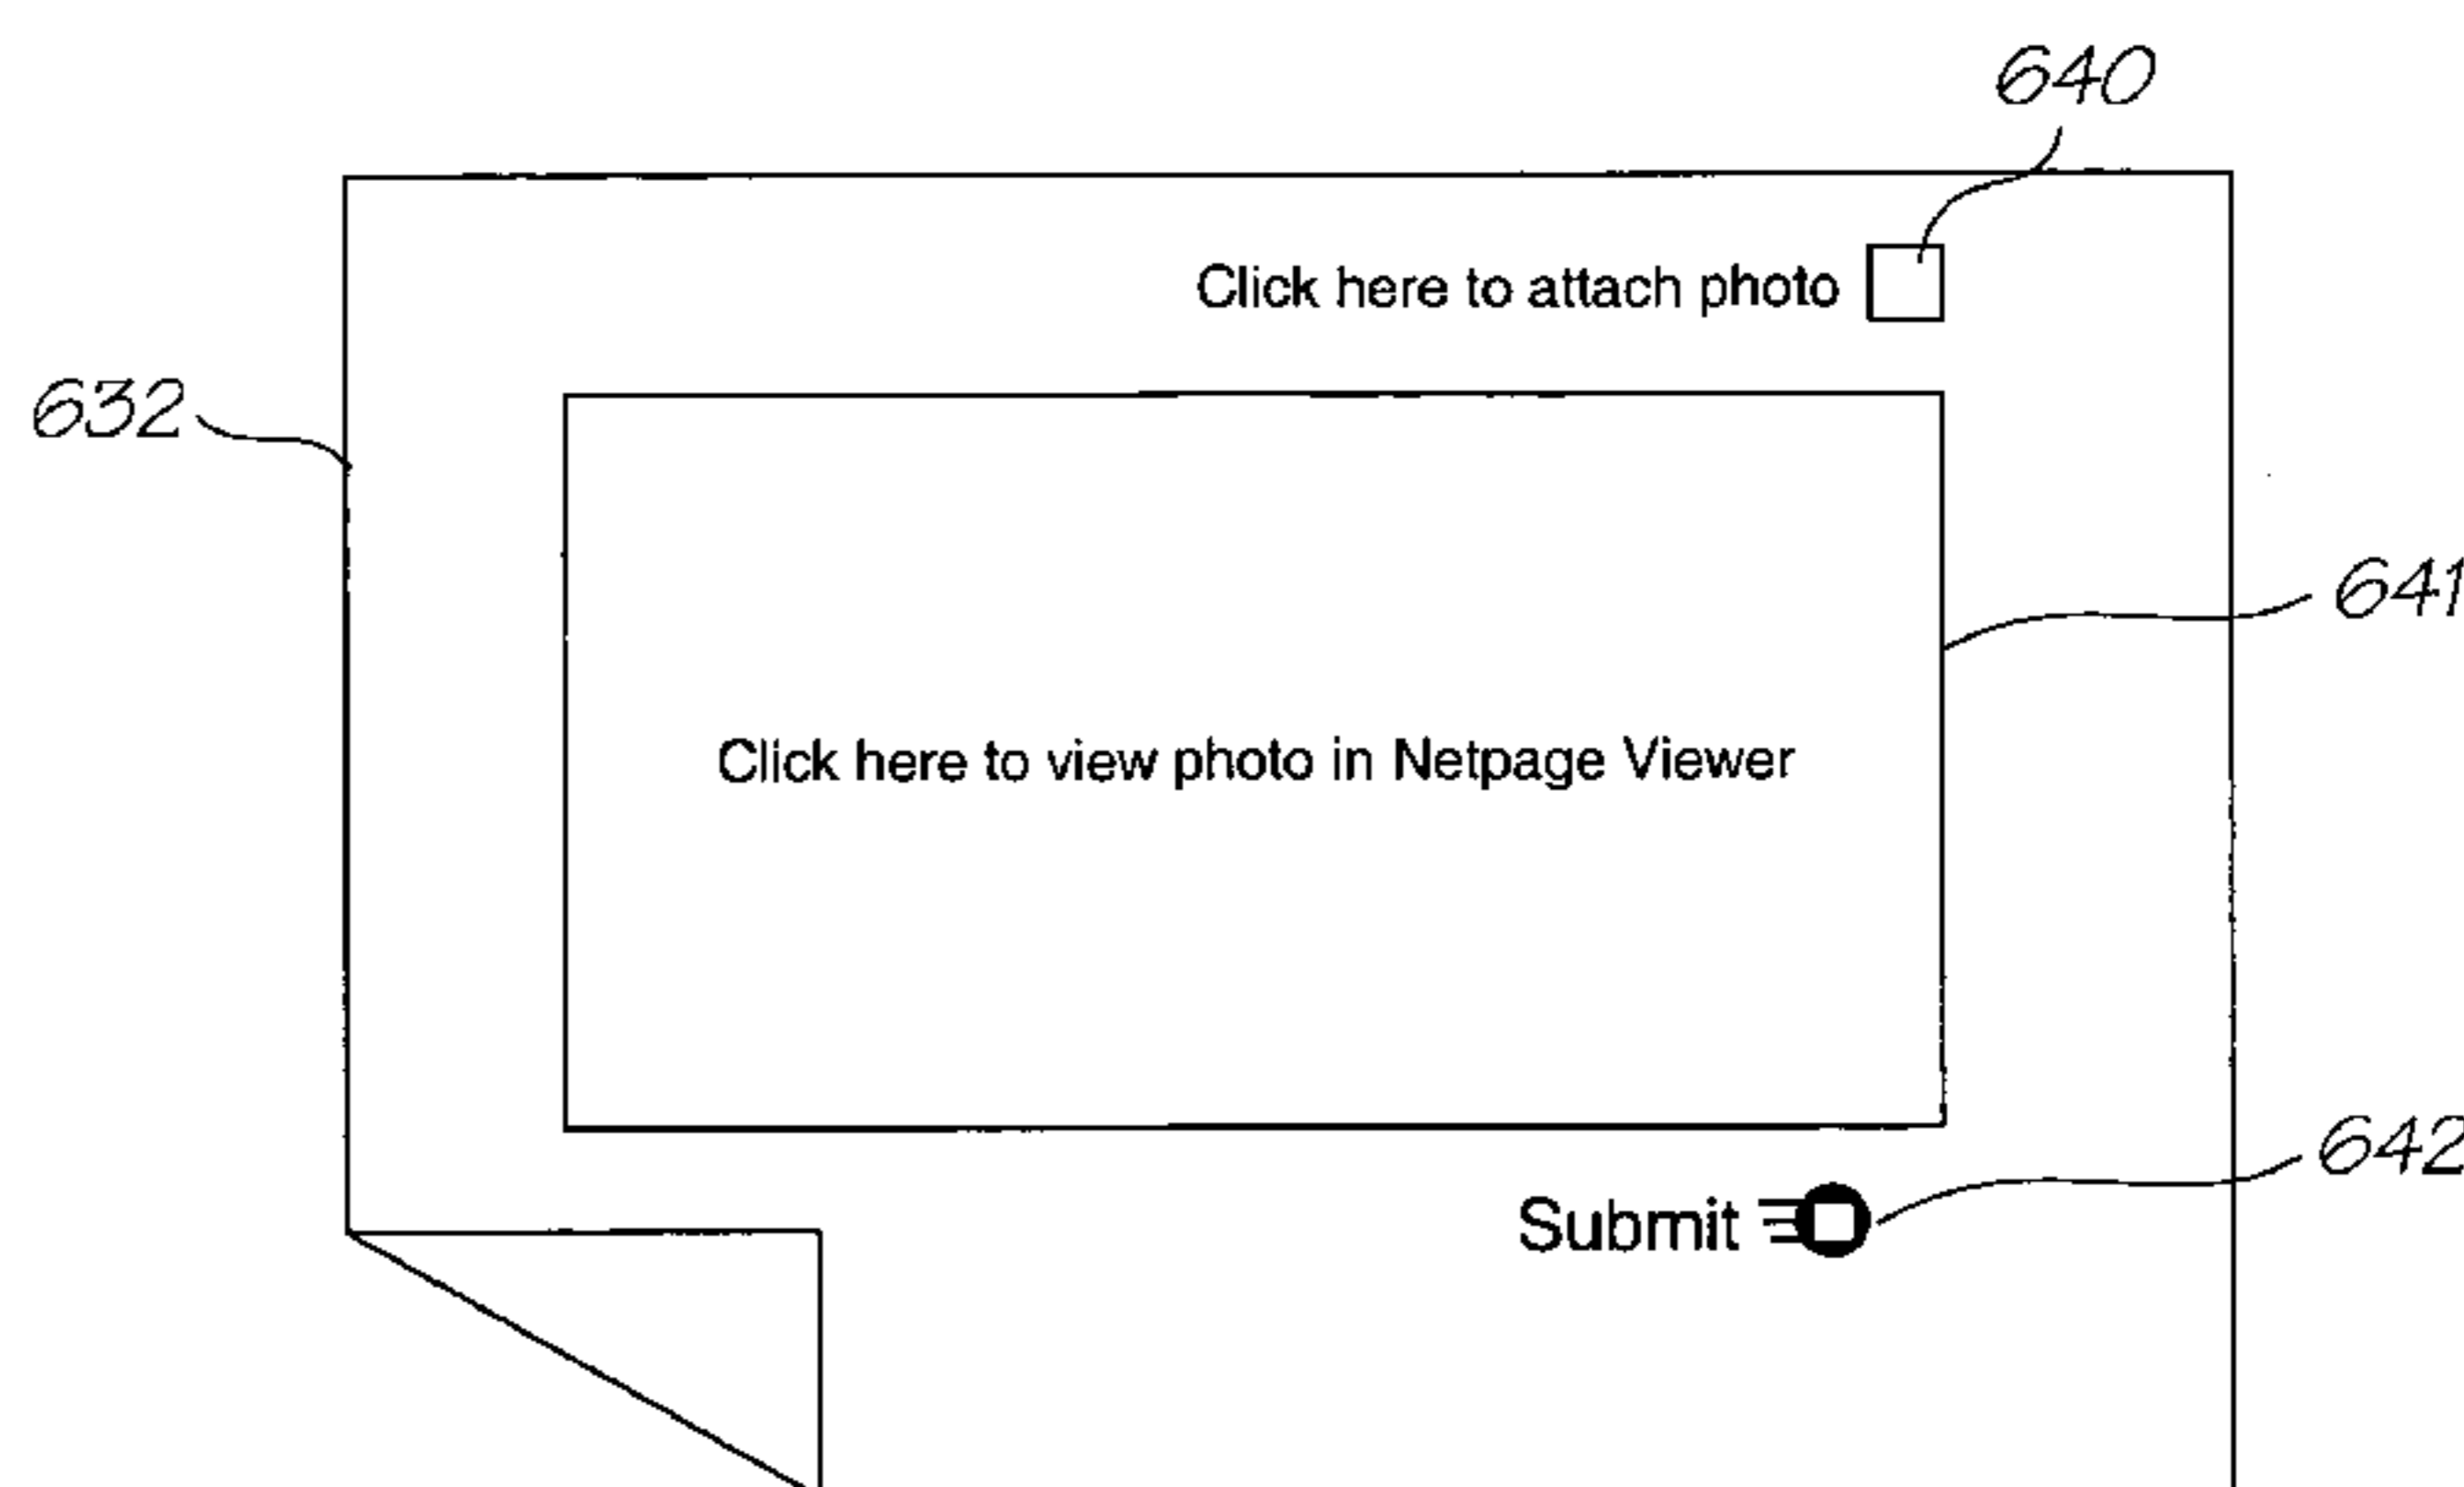 640
Click here to attach photo
632
641
Click here to view photo in Netpage Viewer
642
Submit